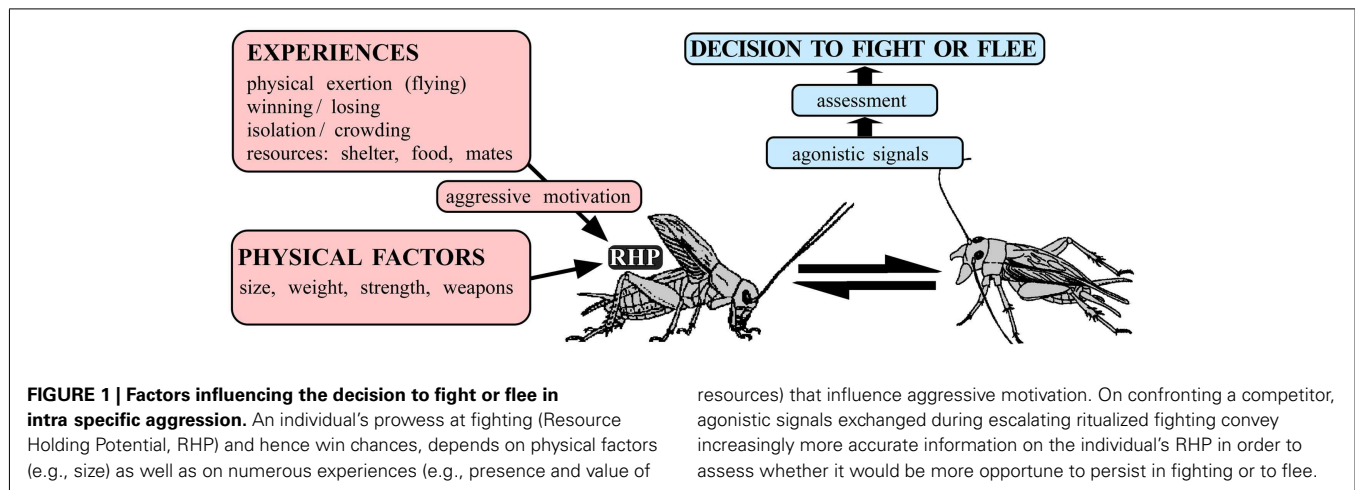 EXPERIENCES
physical exertion (flying)
winning / losing
isolation / crowding
resources: shelter, food, mates
aggressive motivation
PHYSICAL FACTORS
size, weight, strength, weapons
RHP
DECISION TO FIGHT OR FLEE
assessment
agonistic signals
FIGURE 1 | Factors influencing the decision to fight or flee in
intra specific aggression. An individual's prowess at fighting (Resource
Holding Potential, RHP) and hence win chances, depends on physical factors
(e.g., size) as well as on numerous experiences (e.g., presence and value of
resources) that influence aggressive motivation. On confronting a competitor,
agonistic signals exchanged during escalating ritualized fighting convey
increasingly more accurate information on the individual's RHP in order to
assess whether it would be more opportune to persist in fighting or to flee.